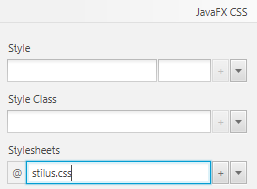 JavaFX CSS
Style
+
Style Class
+
Stylesheets
@ stilus.css +